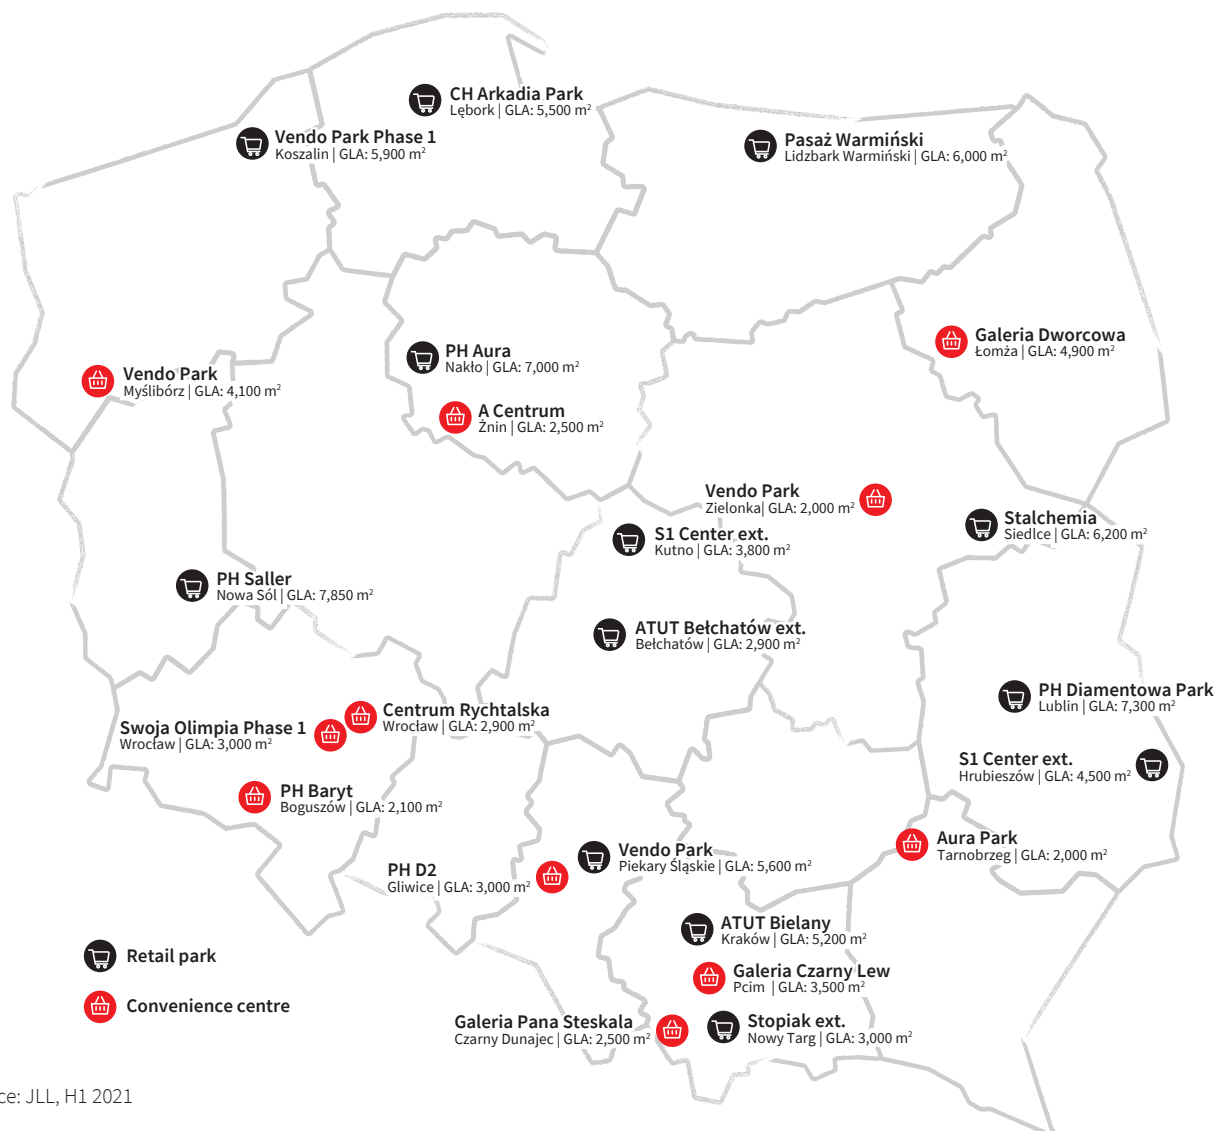 CH Arkadia Park
Lębork | GLA: 5,500 m²
Vendo Park Phase 1
Koszalin | GLA: 5,900 m²
Pasaż Warmiński
Lidzbark Warmiński | GLA: 6,000 m²
Galeria Dworcowa
Łomża | GLA: 4,900 m²
PH Aura
Nakło | GLA: 7,000 m²
Vendo Park
Myślibórz | GLA: 4,100 m²
A Centrum
Żnin | GLA: 2,500 m²
Vendo Park
Zielonka| GLA: 2,000 m²
Stalchemia
Siedlce | GLA: 6,200 m²
S1 Center ext.
Kutno | GLA: 3,800 m²
PH Saller
Nowa Sól | GLA: 7,850 m²
ATUT Bełchatów ext.
Bełchatów | GLA: 2,900 m²
PH Diamentowa Park
Lublin | GLA: 7,300 m²
Centrum Rychtalska
Wrocław | GLA: 2,900 m²
Swoja Olimpia Phase 1
Wrocław | GLA: 3,000 m²
S1 Center ext.
Hrubieszów | GLA: 4,500 m²
PH Baryt
Boguszów | GLA: 2,100 m²
Aura Park
Tarnobrzeg | GLA: 2,000 m²
Vendo Park
Piekary Śląskie | GLA: 5,600 m²
PH D2
Gliwice | GLA: 3,000 m²
ATUT Bielany
Kraków | GLA: 5,200 m²
Retail park
Galeria Czarny Lew
Pcim | GLA: 3,500 m²
Convenience centre
Galeria Pana Steskala
Czarny Dunajec | GLA: 2,500 m²
Stopiak ext.
Nowy Targ | GLA: 3,000 m²
ce: JLL, H1 2021